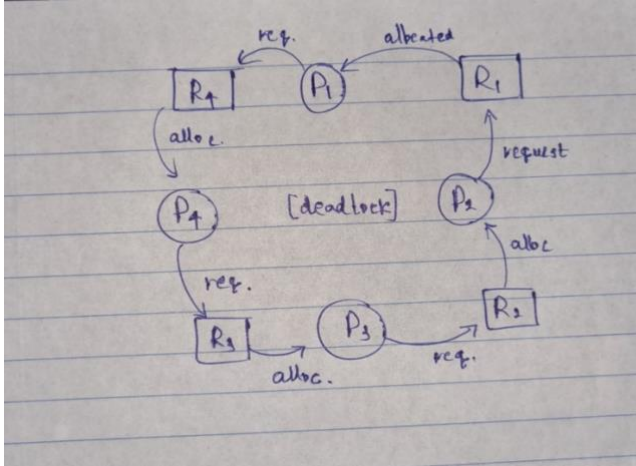 req. allocated
R4 P1 R1
alloc. request
P4 [deadlock] P2
req. alloc
R3 P3 R2
alloc. req.